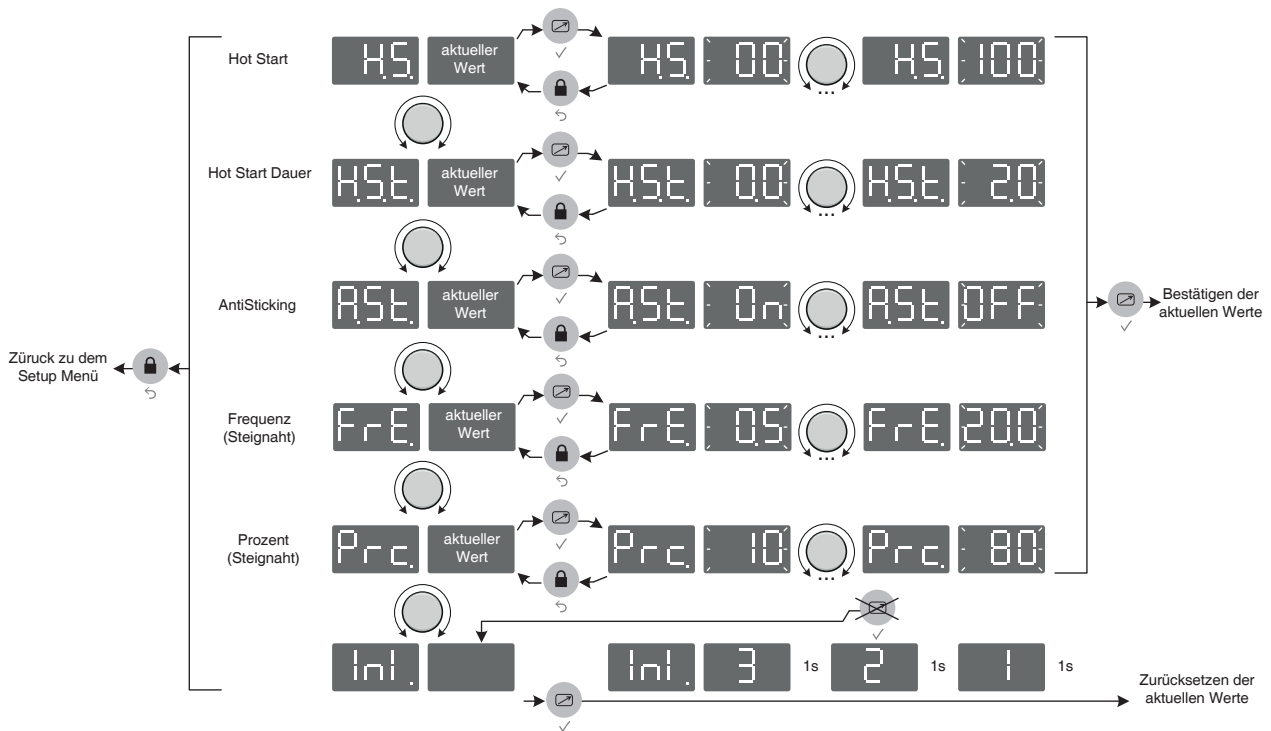 Hot Start
H.S.
aktueller
Wert
H.S.
00
...
H.S.
100
Hot Start Dauer
H.S.t.
aktueller
Wert
H.S.t.
0.0
...
H.S.t.
2.0
AntiSticking
A.St.
aktueller
Wert
A.St.
On
...
A.St.
OFF
Bestätigen der
aktuellen Werte
Züruck zu dem
Setup Menü
Frequenz
(Steignaht)
FrE.
aktueller
Wert
FrE.
0.5
...
FrE.
20.0
Prozent
(Steignaht)
Prc.
aktueller
Wert
Prc.
10
...
Prc.
80
InI.
InI.
3
1s
2
1s
1
1s
Zurücksetzen der
aktuellen Werte